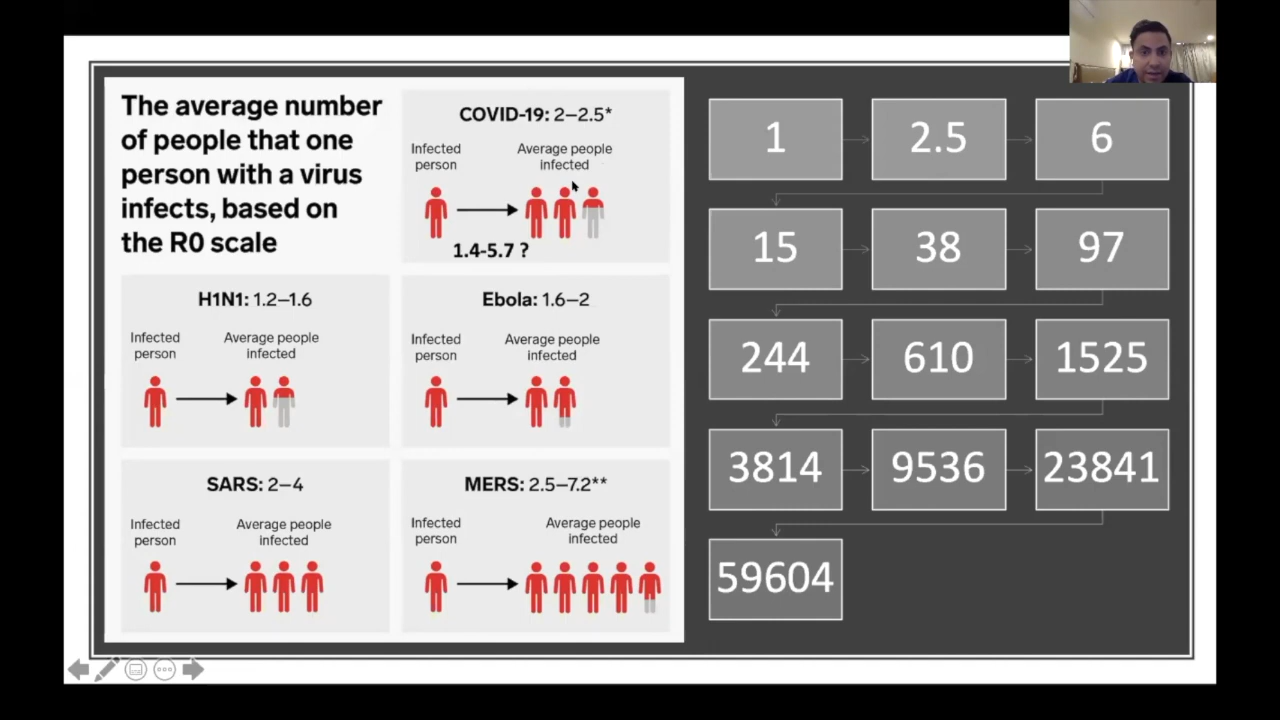 The average number
of people that one
person with a virus
infects, based on
the R0 scale
COVID-19: 2–2.5*
Infected
person
Average people
infected
1.4-5.7 ?
H1N1: 1.2–1.6
Infected
person
Average people
infected
Ebola: 1.6–2
Infected
person
Average people
infected
SARS: 2–4
Infected
person
Average people
infected
MERS: 2.5–7.2**
Infected
person
Average people
infected
1
2.5
6
15
38
97
244
610
1525
3814
9536
23841
59604